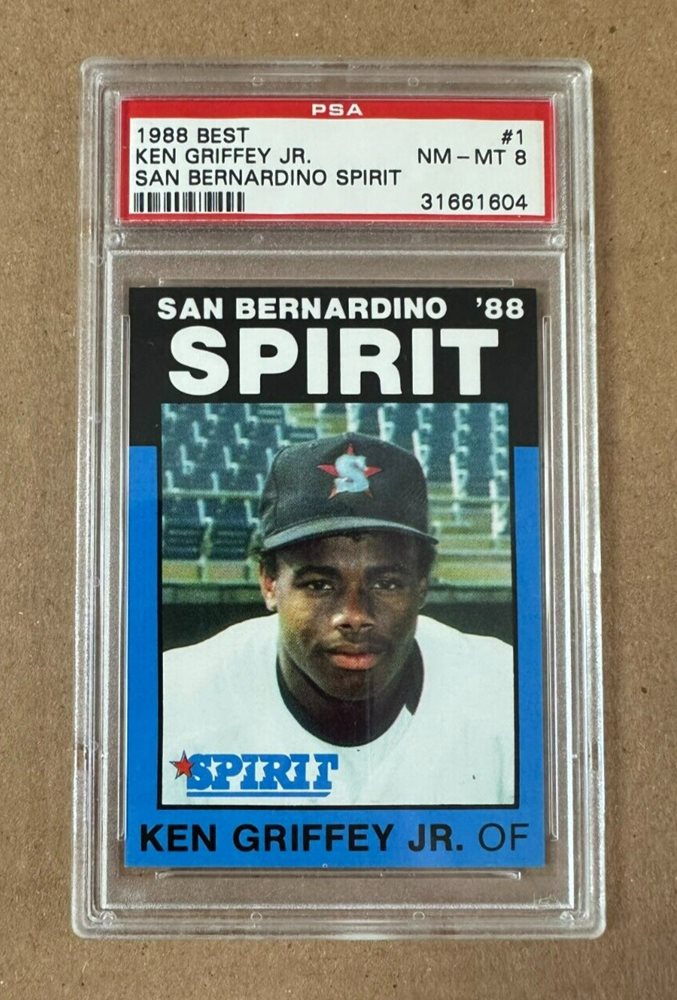 PSA
1988 BEST #1
KEN GRIFFEY JR. NM - MT 8
SAN BERNARDINO SPIRIT
31661604
SAN BERNARDINO '88
SPIRIT
S
SPIRIT
KEN GRIFFEY JR. OF